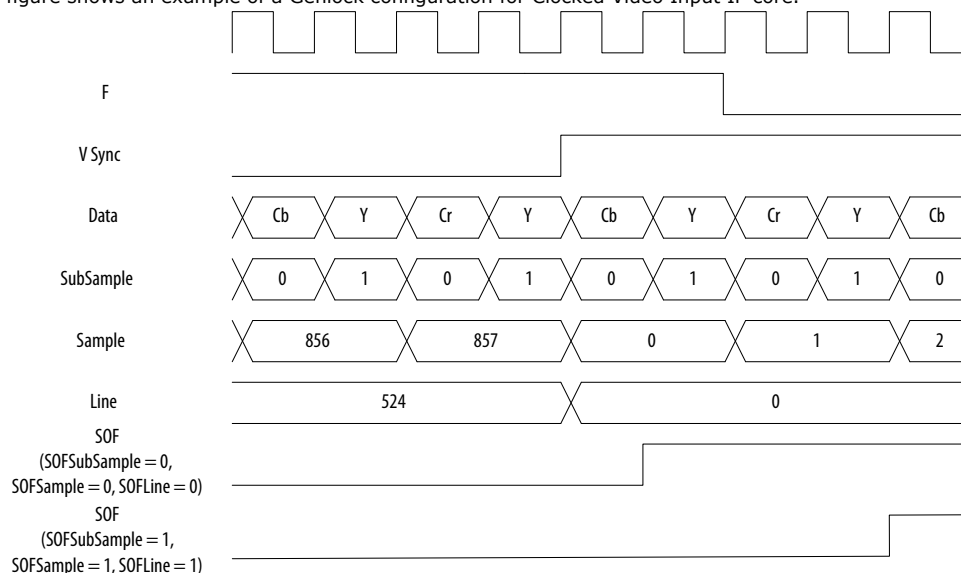 figure shows an example of a Genlock configuration for Clocked Video Input IP core.
F
V Sync
Data Cb Y Cr Y Cb Y Cr Y Cb
SubSample 0 1 0 1 0 1 0 1 0
Sample 856 857 0 1 2
Line 524 0
SOF
(SOFSubSample = 0,
SOFSample = 0, SOFLine = 0)
SOF
(SOFSubSample = 1,
SOFSample = 1, SOFLine = 1)